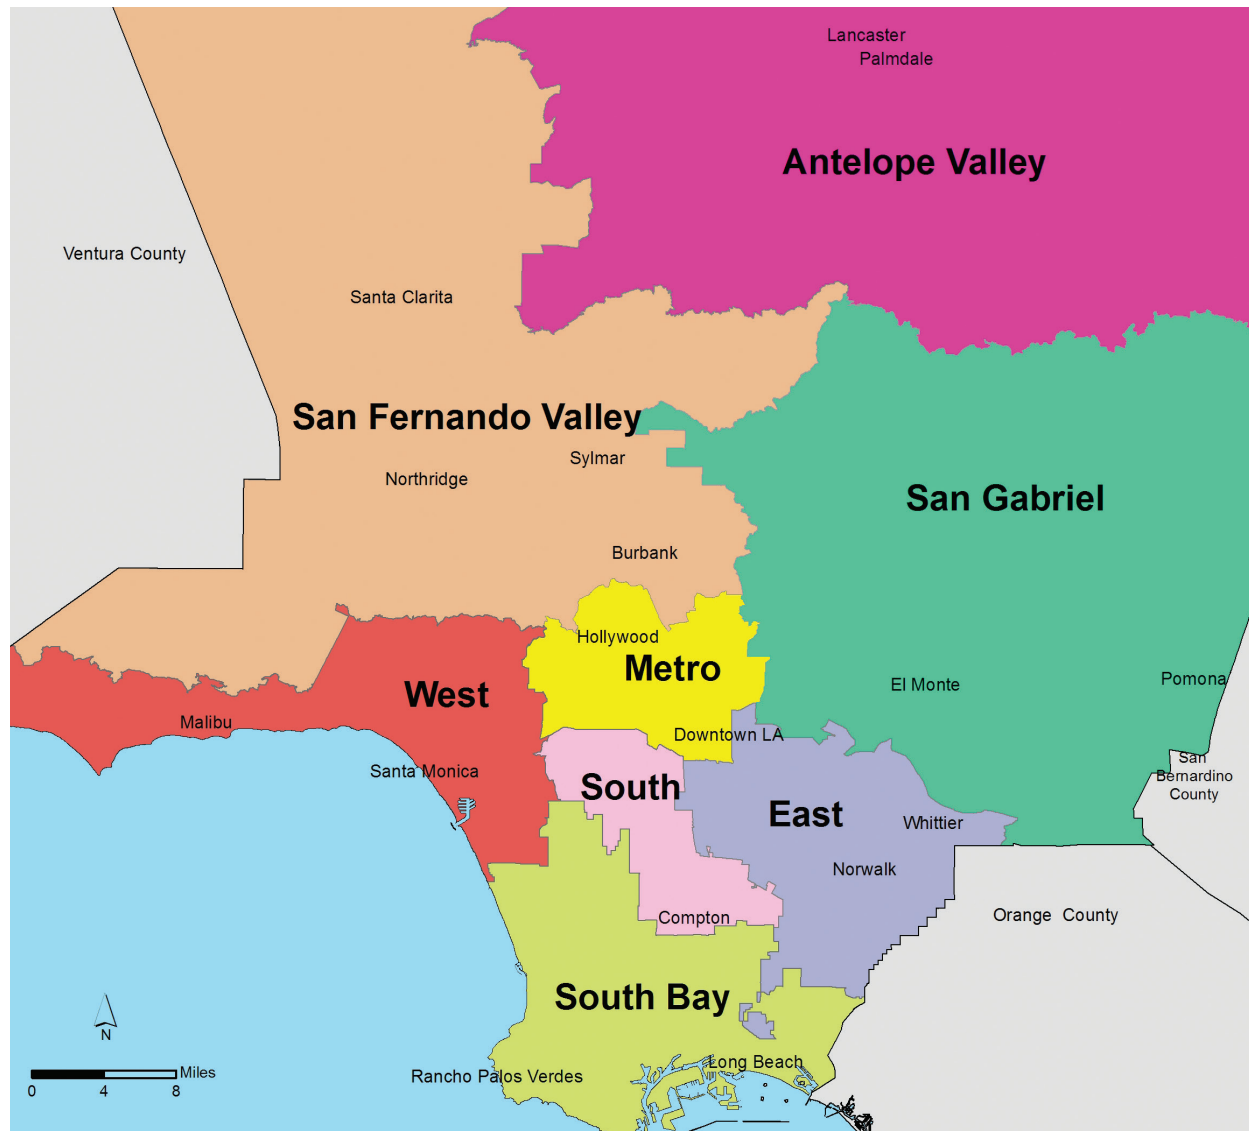 Lancaster
Palmdale
Antelope Valley
Ventura County
Santa Clarita
San Fernando Valley
Sylmar
Northridge
San Gabriel
Burbank
Hollywood
Metro
West
El Monte
Pomona
Malibu
Downtown LA
Santa Monica
South
San
Bernardino
County
East
Whittier
Norwalk
Compton
Orange County
South Bay
N
Long Beach
Rancho Palos Verdes
Miles
0 4 8